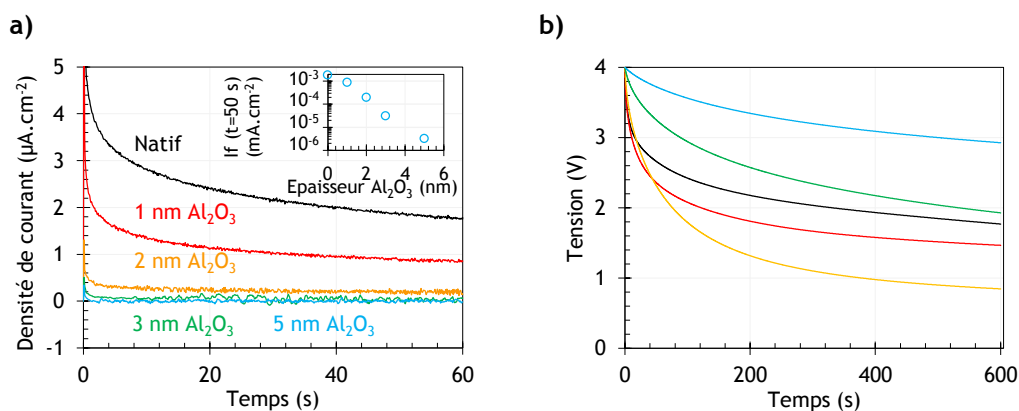 a)
Densité de courant (µA.cm⁻²)
5
4
3
2
1
0
-1
0
20
40
60
Temps (s)
Natif
1 nm Al₂O₃
2 nm Al₂O₃
3 nm Al₂O₃
5 nm Al₂O₃
If (t=50 s)
(mA.cm⁻²)
10⁻³
10⁻⁴
10⁻⁵
10⁻⁶
0
2
4
6
Epaisseur Al₂O₃ (nm)
b)
Tension (V)
4
3
2
1
0
0
200
400
600
Temps (s)